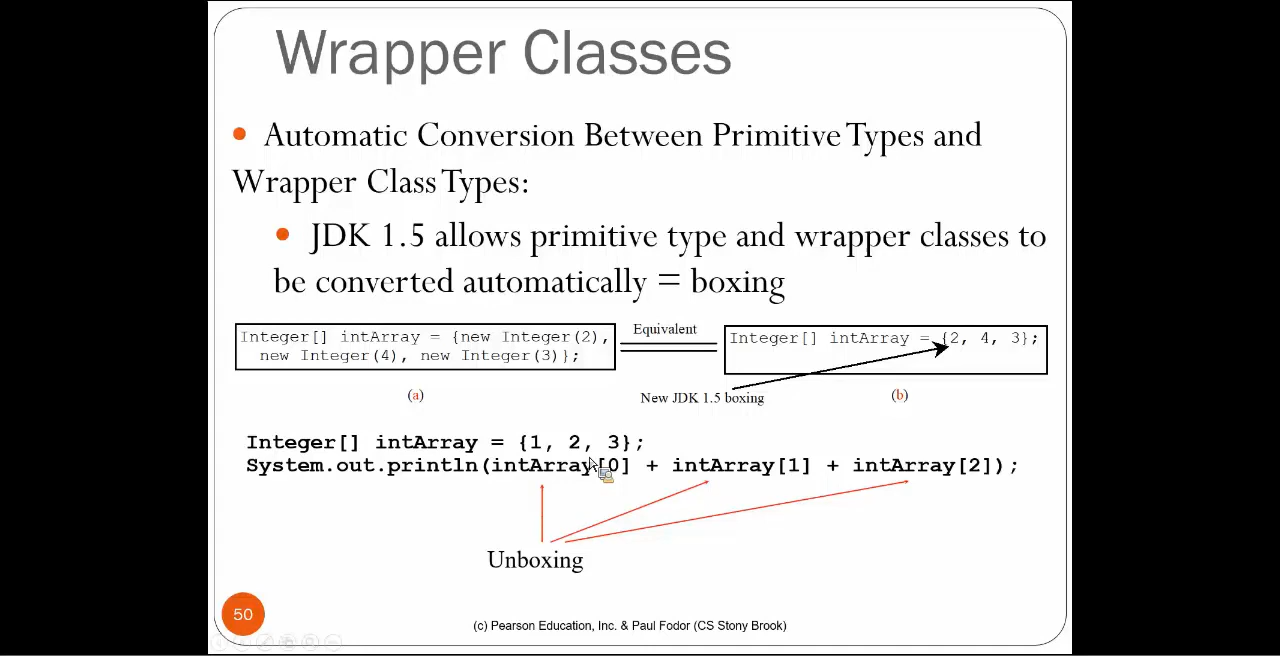 Wrapper Classes
Automatic Conversion Between Primitive Types and
Wrapper Class Types:
JDK 1.5 allows primitive type and wrapper classes to
be converted automatically = boxing
Integer[] intArray = {new Integer(2),
new Integer(4), new Integer(3)};
Equivalent
Integer[] intArray = {2, 4, 3};
(a)
New JDK 1.5 boxing
(b)
Integer[] intArray = {1, 2, 3};
System.out.println(intArray[0] + intArray[1] + intArray[2]);
Unboxing
50
(c) Pearson Education, Inc. & Paul Fodor (CS Stony Brook)